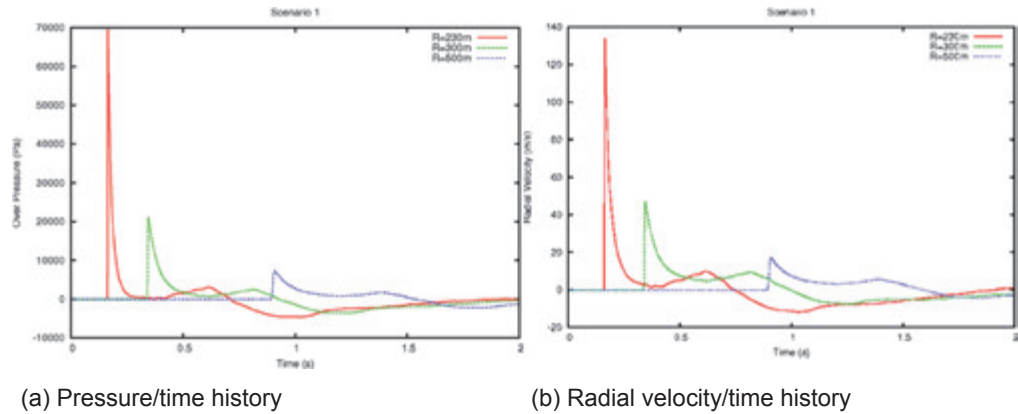 Scenario 1
70000
60000
50000
40000
30000
20000
10000
0
-10000
Over Pressure (Pa)
R=230m
R=300m
R=500m
0
0.5
1
1.5
2
Time (s)
(a) Pressure/time history
Scenario 1
140
120
100
80
60
40
20
0
-20
Radial Velocity (m/s)
R=230m
R=300m
R=500m
0
0.5
1
1.5
2
Time (s)
(b) Radial velocity/time history